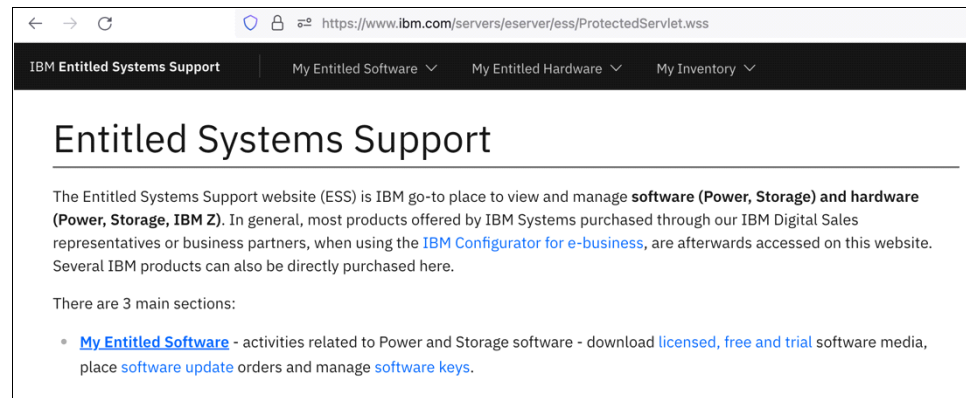 https://www.ibm.com/servers/eserver/ess/ProtectedServlet.wss
IBM Entitled Systems Support My Entitled Software My Entitled Hardware My Inventory
Entitled Systems Support
The Entitled Systems Support website (ESS) is IBM go-to place to view and manage software (Power, Storage) and hardware
(Power, Storage, IBM Z). In general, most products offered by IBM Systems purchased through our IBM Digital Sales
representatives or business partners, when using the IBM Configurator for e-business, are afterwards accessed on this website.
Several IBM products can also be directly purchased here.
There are 3 main sections:
• My Entitled Software - activities related to Power and Storage software - download licensed, free and trial software media,
place software update orders and manage software keys.